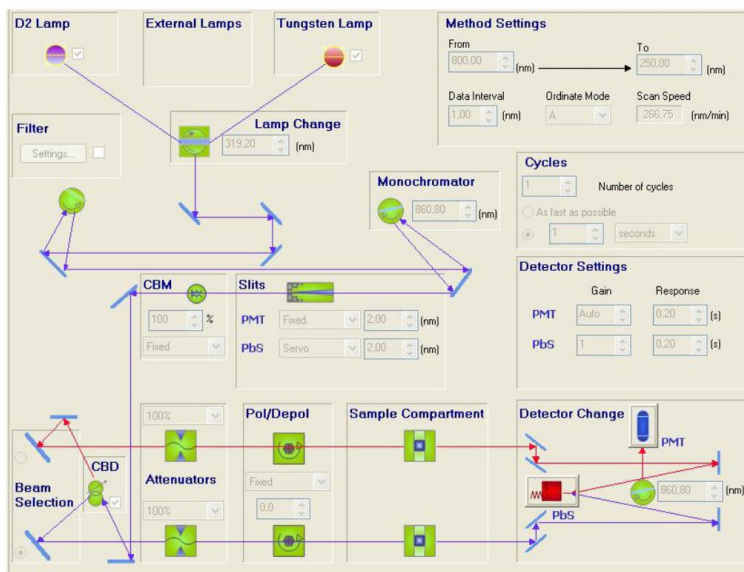 D2 Lamp
External Lamps
Tungsten Lamp
Method Settings
From
To
800,00 (nm)
250,00 (nm)
Data Interval
Ordinate Mode
Scan Speed
1,00 (nm)
A
266,75 (nm/min)
Lamp Change
319,20 (nm)
Filter
Settings...
Monochromator
860,80 (nm)
Cycles
1 Number of cycles
As fast as possible
1 seconds
CBM
100 %
Fixed
Slits
PMT Fixed 2,00 (nm)
PbS Servo 2,00 (nm)
Detector Settings
Gain Response
PMT Auto 0,20 (s)
PbS 1 0,20 (s)
Beam
Selection
CBD
100%
Attenuators
100%
Pol/Depol
Fixed
0,0
Sample Compartment
Detector Change
PMT
860,80 (nm)
PbS